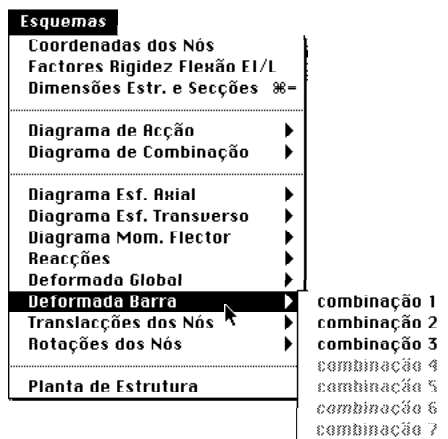 Esquemas
Coordenadas dos Nós
Factores Rigidez Flexão EI/L
Dimensões Estr. e Secções ⌘=
Diagrama de Acção
Diagrama de Combinação
Diagrama Esf. Axial
Diagrama Esf. Transverso
Diagrama Mom. Flector
Reacções
Deformada Global
Deformada Barra
combinação 1
Translacções dos Nós
combinação 2
Rotações dos Nós
combinação 3
combinação 4
Planta de Estrutura
combinação 5
combinação 6
combinação 7